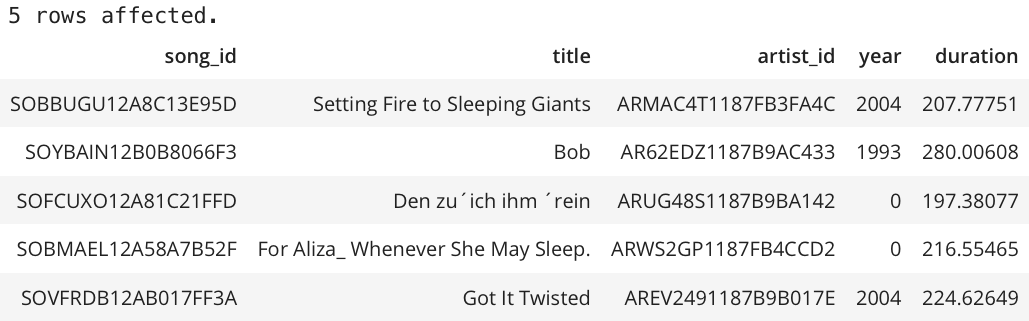 5 rows affected.
song_id title artist_id year duration
SOBBUGU12A8C13E95D Setting Fire to Sleeping Giants ARMAC4T1187FB3FA4C 2004 207.77751
SOYBAIN12B0B8066F3 Bob AR62EDZ1187B9AC433 1993 280.00608
SOFCUXO12A81C21FFD Den zu´ich ihm ´rein ARUG48S1187B9BA142 0 197.38077
SOBMAEL12A58A7B52F For Aliza_ Whenever She May Sleep. ARWS2GP1187FB4CCD2 0 216.55465
SOVFRDB12AB017FF3A Got It Twisted AREV2491187B9B017E 2004 224.62649